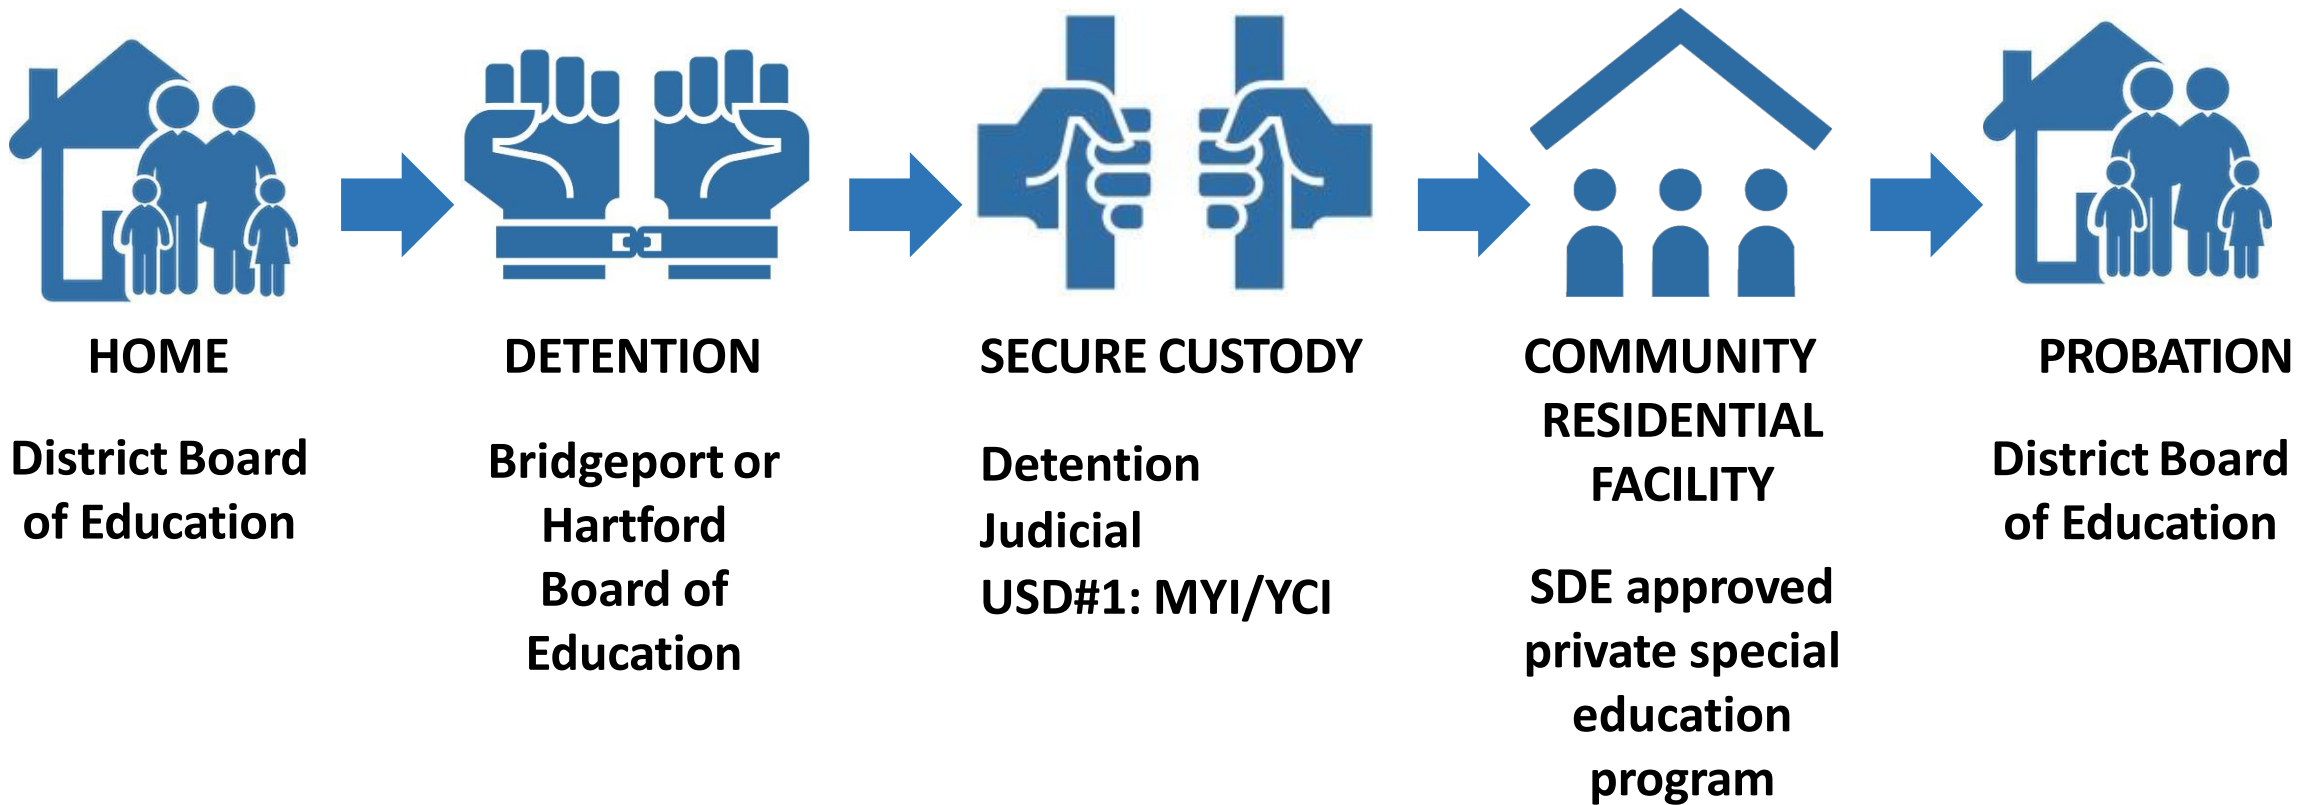 HOME
District Board
of Education
DETENTION
Bridgeport or
Hartford
Board of
Education
SECURE CUSTODY
Detention
Judicial
USD#1: MYI/YCI
COMMUNITY
RESIDENTIAL
FACILITY
SDE approved
private special
education
program
PROBATION
District Board
of Education